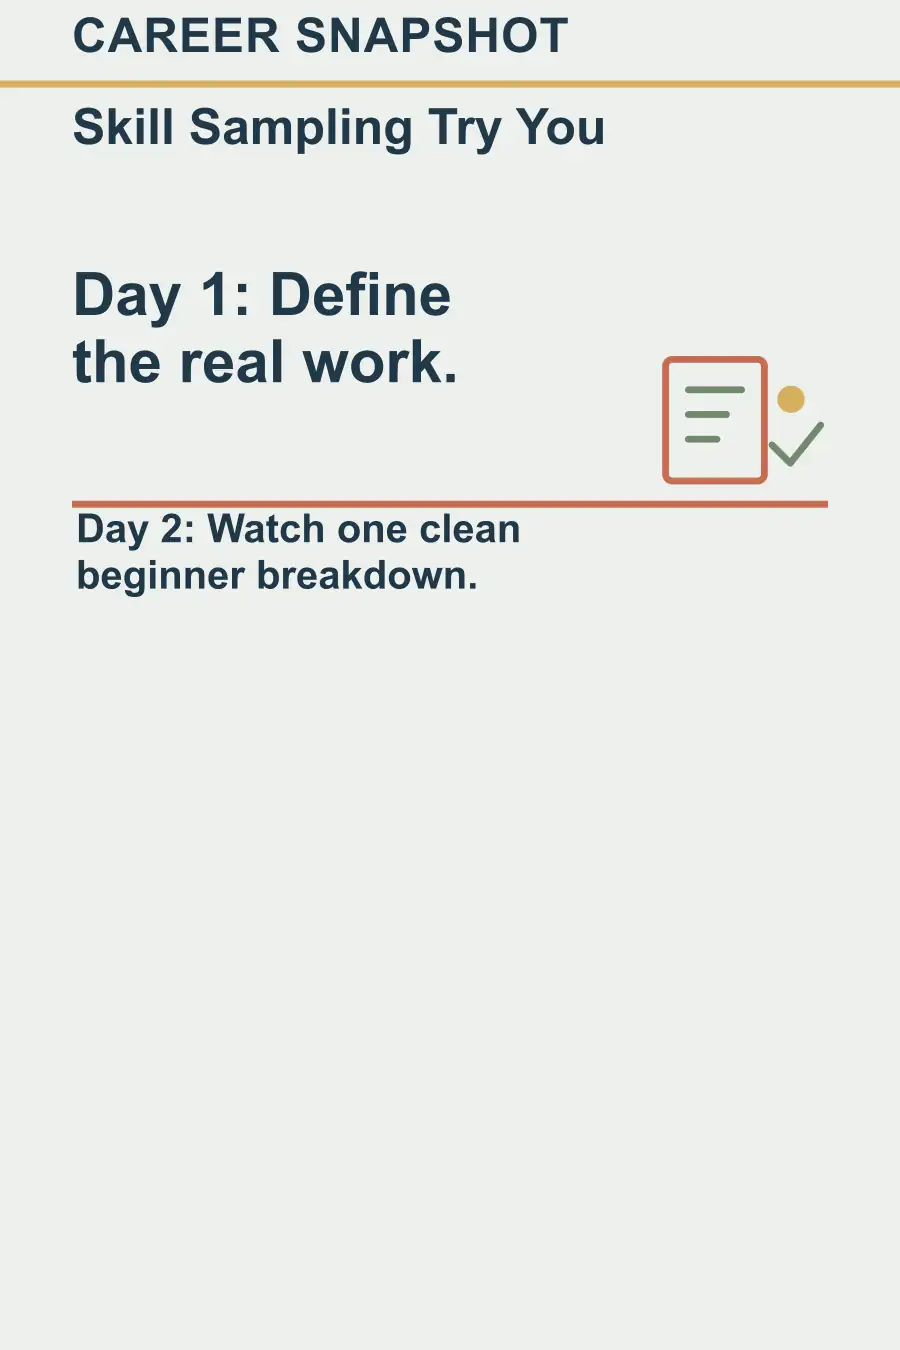 CAREER SNAPSHOT
Skill Sampling Try You
Day 1: Define
the real work.
Day 2: Watch one clean
beginner breakdown.